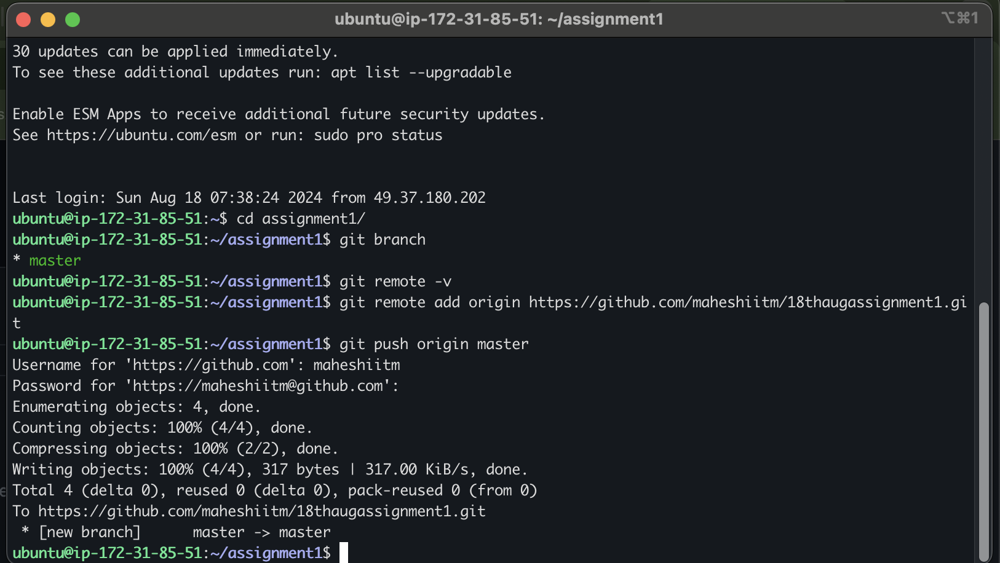 ubuntu@ip-172-31-85-51: ~/assignment1
⌥⌘1
30 updates can be applied immediately.
To see these additional updates run: apt list --upgradable
Enable ESM Apps to receive additional future security updates.
See https://ubuntu.com/esm or run: sudo pro status
Last login: Sun Aug 18 07:38:24 2024 from 49.37.180.202
ubuntu@ip-172-31-85-51:~$ cd assignment1/
ubuntu@ip-172-31-85-51:~/assignment1$ git branch
* master
ubuntu@ip-172-31-85-51:~/assignment1$ git remote -v
ubuntu@ip-172-31-85-51:~/assignment1$ git remote add origin https://github.com/maheshiitm/18thaugassignment1.gi
t
ubuntu@ip-172-31-85-51:~/assignment1$ git push origin master
Username for 'https://github.com': maheshiitm
Password for 'https://maheshiitm@github.com':
Enumerating objects: 4, done.
Counting objects: 100% (4/4), done.
Compressing objects: 100% (2/2), done.
Writing objects: 100% (4/4), 317 bytes | 317.00 KiB/s, done.
Total 4 (delta 0), reused 0 (delta 0), pack-reused 0 (from 0)
To https://github.com/maheshiitm/18thaugassignment1.git
 * [new branch]      master -> master
ubuntu@ip-172-31-85-51:~/assignment1$